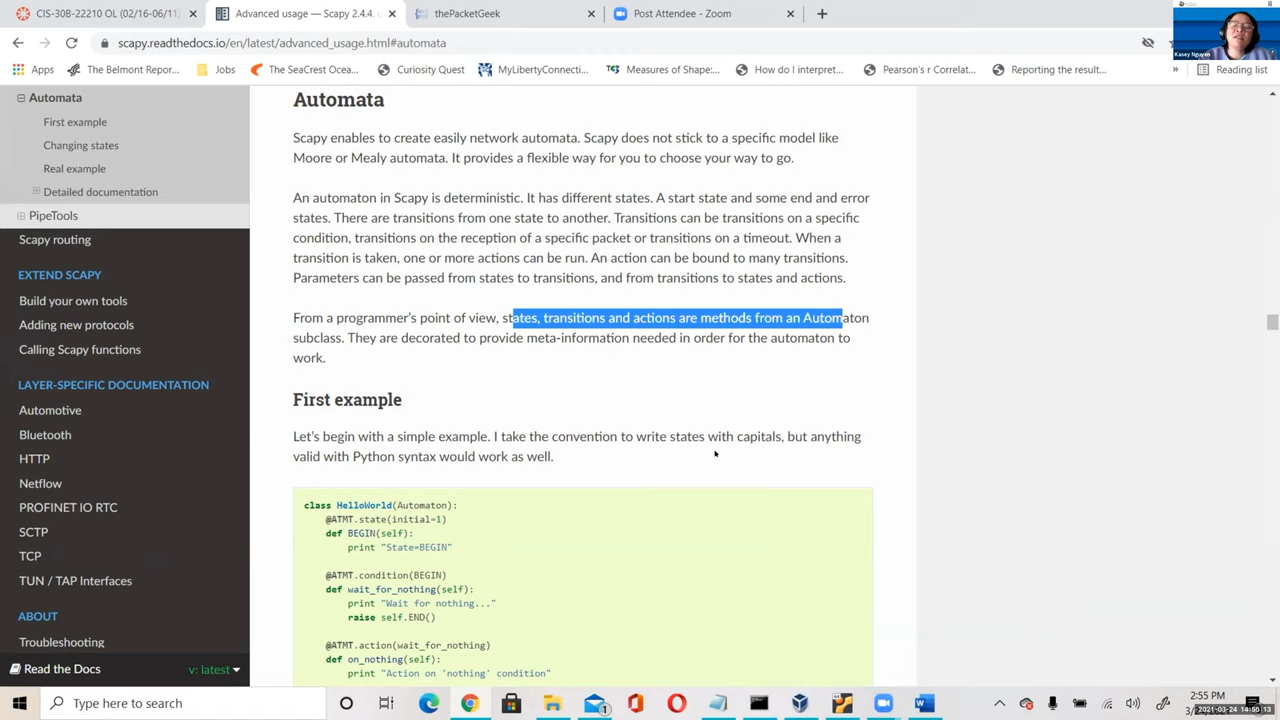 CIS-30B-22210 OL (02/16-06/11)
Advanced usage — Scapy 2.4.4.
thePacketGeek
Post Attendee - Zoom
scapy.readthedocs.io/en/latest/advanced_usage.html#automata
Kasey Nguyen
Apps
The Belmont Repor...
Jobs
The SeaCrest Ocea...
Curiosity Quest
MyLibertyConnecti...
Measures of Shape:...
How do I interpret...
Pearson's r Correlat...
Reporting the result...
»
Reading list
Automata
First example
Changing states
Real example
Detailed documentation
PipeTools
Scapy routing
EXTEND SCAPY
Build your own tools
Adding new protocols
Calling Scapy functions
LAYER-SPECIFIC DOCUMENTATION
Automotive
Bluetooth
HTTP
Netflow
PROFINET IO RTC
SCTP
TCP
TUN / TAP Interfaces
ABOUT
Troubleshooting
Read the Docs
v: latest
Automata
Scapy enables to create easily network automata. Scapy does not stick to a specific model like
Moore or Mealy automata. It provides a flexible way for you to choose your way to go.
An automaton in Scapy is deterministic. It has different states. A start state and some end and error
states. There are transitions from one state to another. Transitions can be transitions on a specific
condition, transitions on the reception of a specific packet or transitions on a timeout. When a
transition is taken, one or more actions can be run. An action can be bound to many transitions.
Parameters can be passed from states to transitions, and from transitions to states and actions.
From a programmer's point of view, states, transitions and actions are methods from an Automaton
subclass. They are decorated to provide meta-information needed in order for the automaton to
work.
First example
Let's begin with a simple example. I take the convention to write states with capitals, but anything
valid with Python syntax would work as well.
class HelloWorld(Automaton):
@ATMT.state(initial=1)
def BEGIN(self):
print "State=BEGIN"
@ATMT.condition(BEGIN)
def wait_for_nothing(self):
print "Wait for nothing..."
raise self.END()
@ATMT.action(wait_for_nothing)
def on_nothing(self):
print "Action on 'nothing' condition"
Type here to search
2:55 PM
2021-03-24 14:55:13